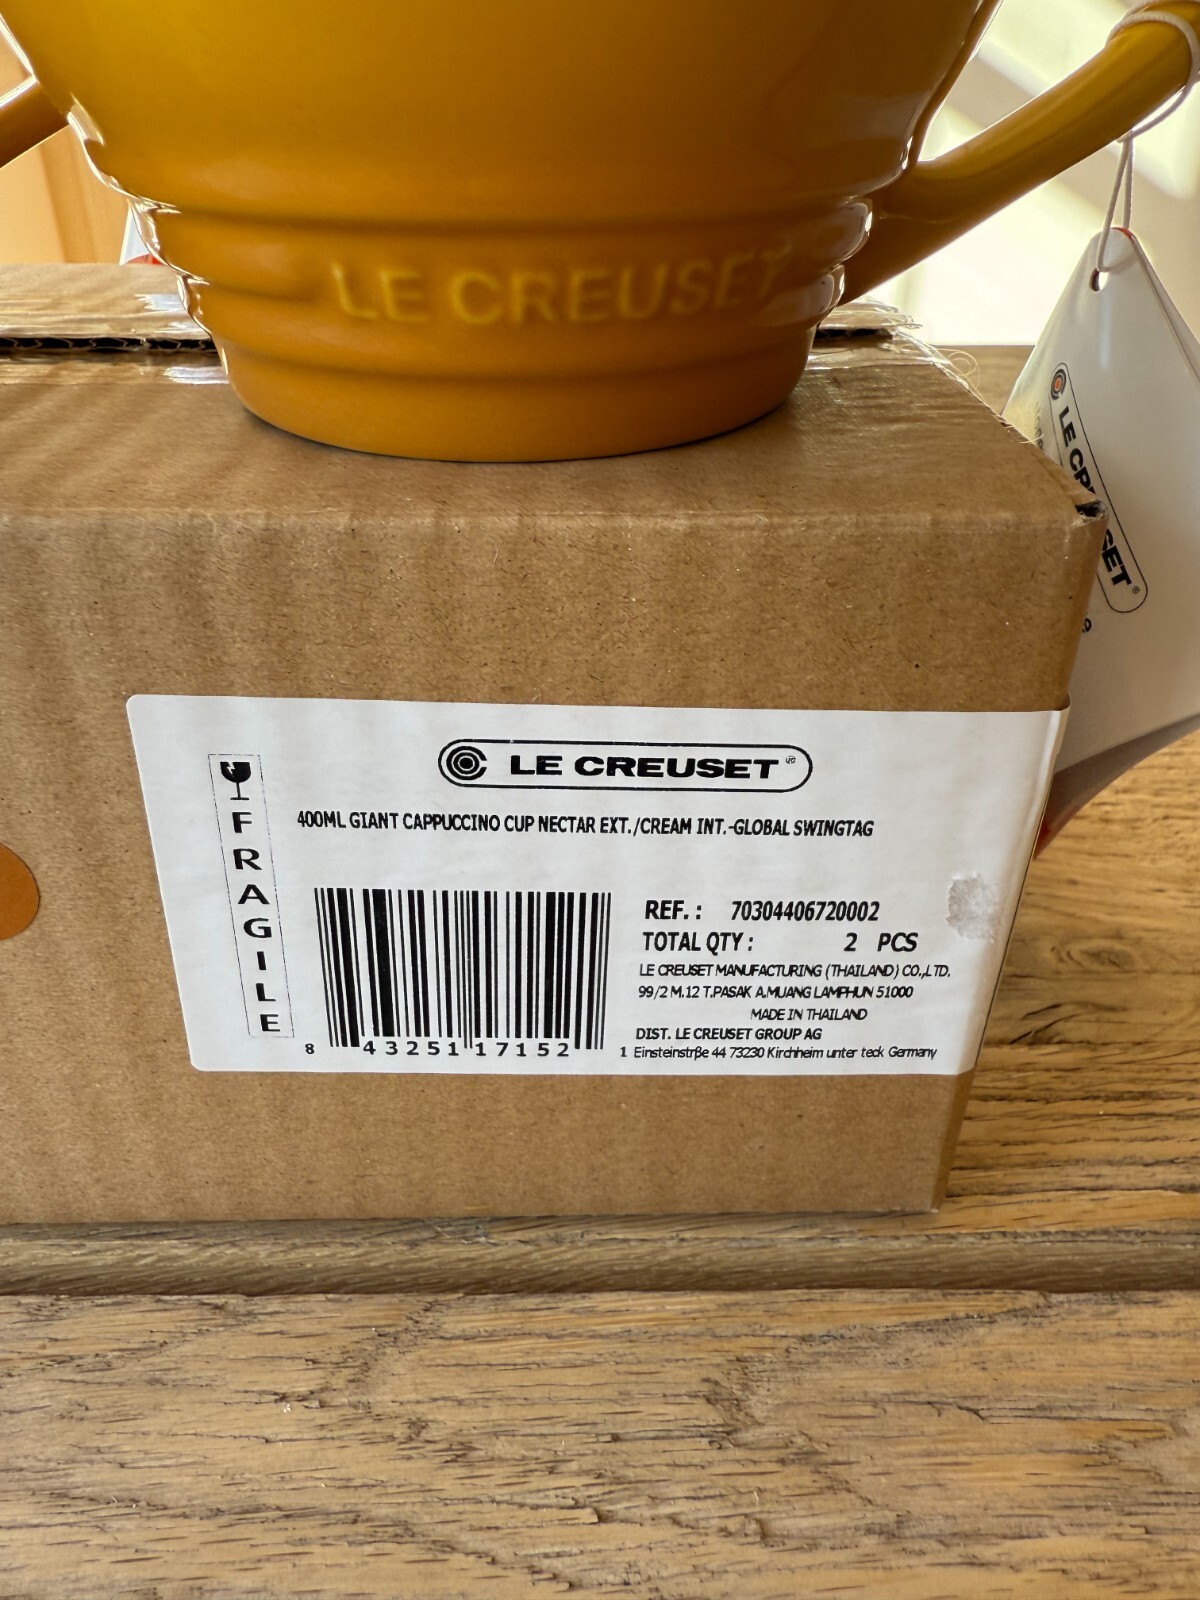 LE CREUSET
LE CREUSET®
FRAGILE
LE CREUSET®
400ML GIANT CAPPUCCINO CUP NECTAR EXT./CREAM INT.-GLOBAL SWINGTAG
REF. : 70304406720002
TOTAL QTY : 2 PCS
LE CREUSET MANUFACTURING (THAILAND) CO.,LTD.
99/2 M.12 T.PASAK A.MUANG LAMPHUN 51000
MADE IN THAILAND
DIST. LE CREUSET GROUP AG
Einsteinstrβe 44 73230 Kirchheim unter teck Germany
8 43251 17152 1